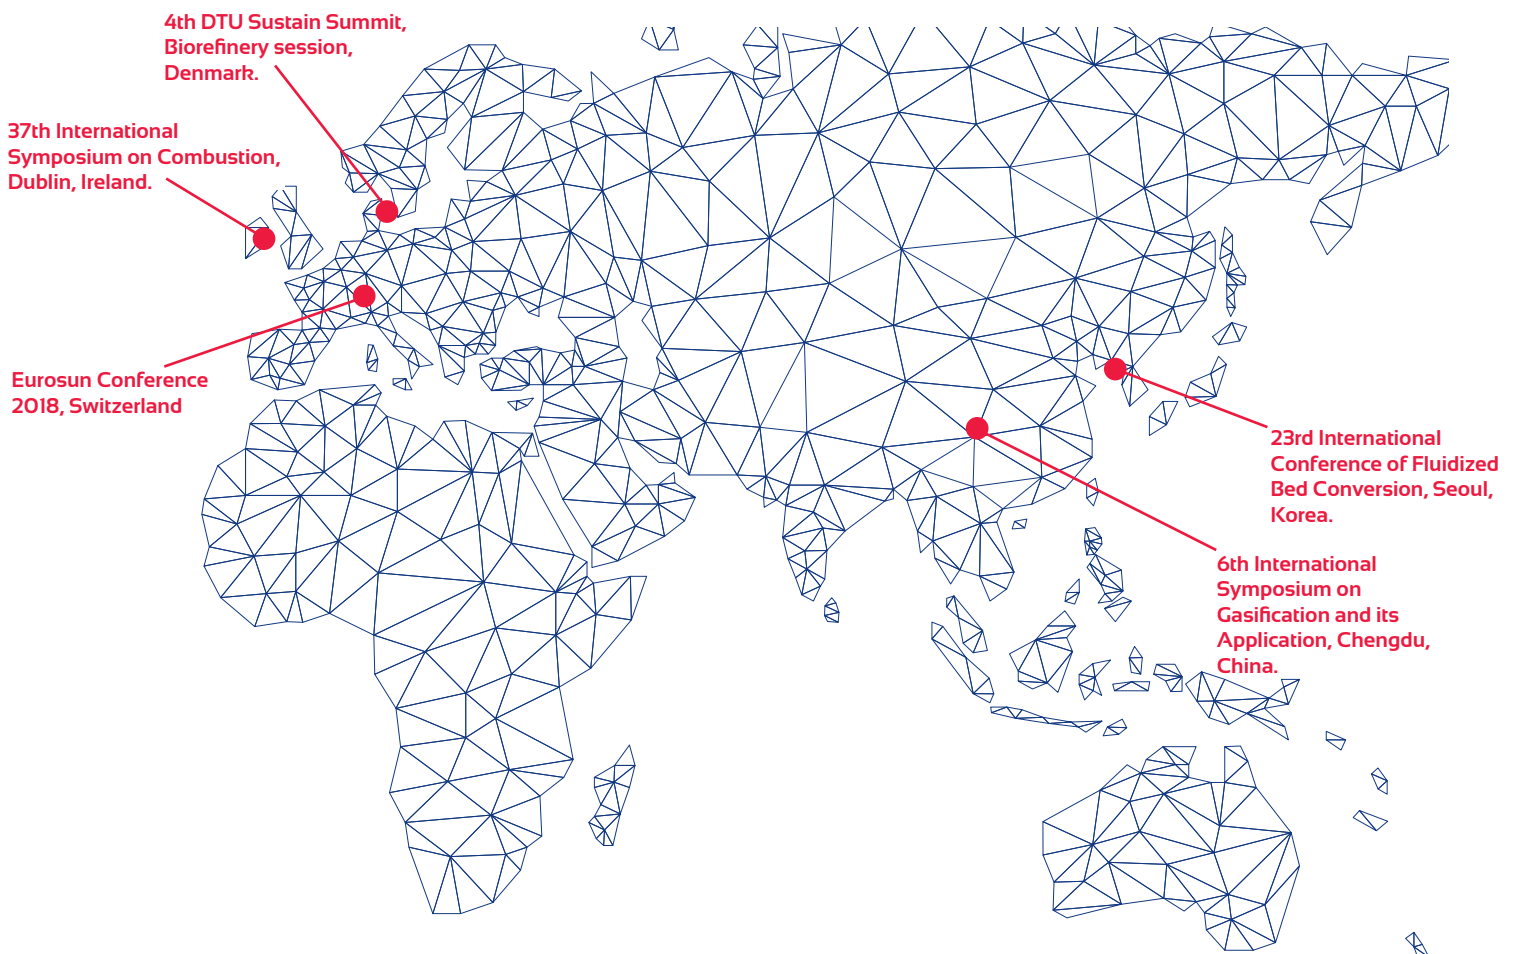 4th DTU Sustain Summit,
Biorefinery session,
Denmark.
37th International
Symposium on Combustion,
Dublin, Ireland.
Eurosun Conference
2018, Switzerland
23rd International
Conference of Fluidized
Bed Conversion, Seoul,
Korea.
6th International
Symposium on
Gasification and its
Application, Chengdu,
China.